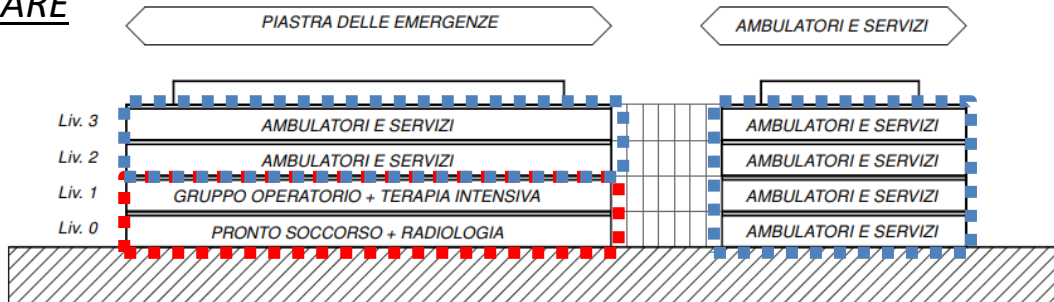 ARE
PIASTRA DELLE EMERGENZE
AMBULATORI E SERVIZI
Liv. 3
AMBULATORI E SERVIZI
AMBULATORI E SERVIZI
Liv. 2
AMBULATORI E SERVIZI
AMBULATORI E SERVIZI
Liv. 1
GRUPPO OPERATORIO + TERAPIA INTENSIVA
AMBULATORI E SERVIZI
Liv. 0
PRONTO SOCCORSO + RADIOLOGIA
AMBULATORI E SERVIZI